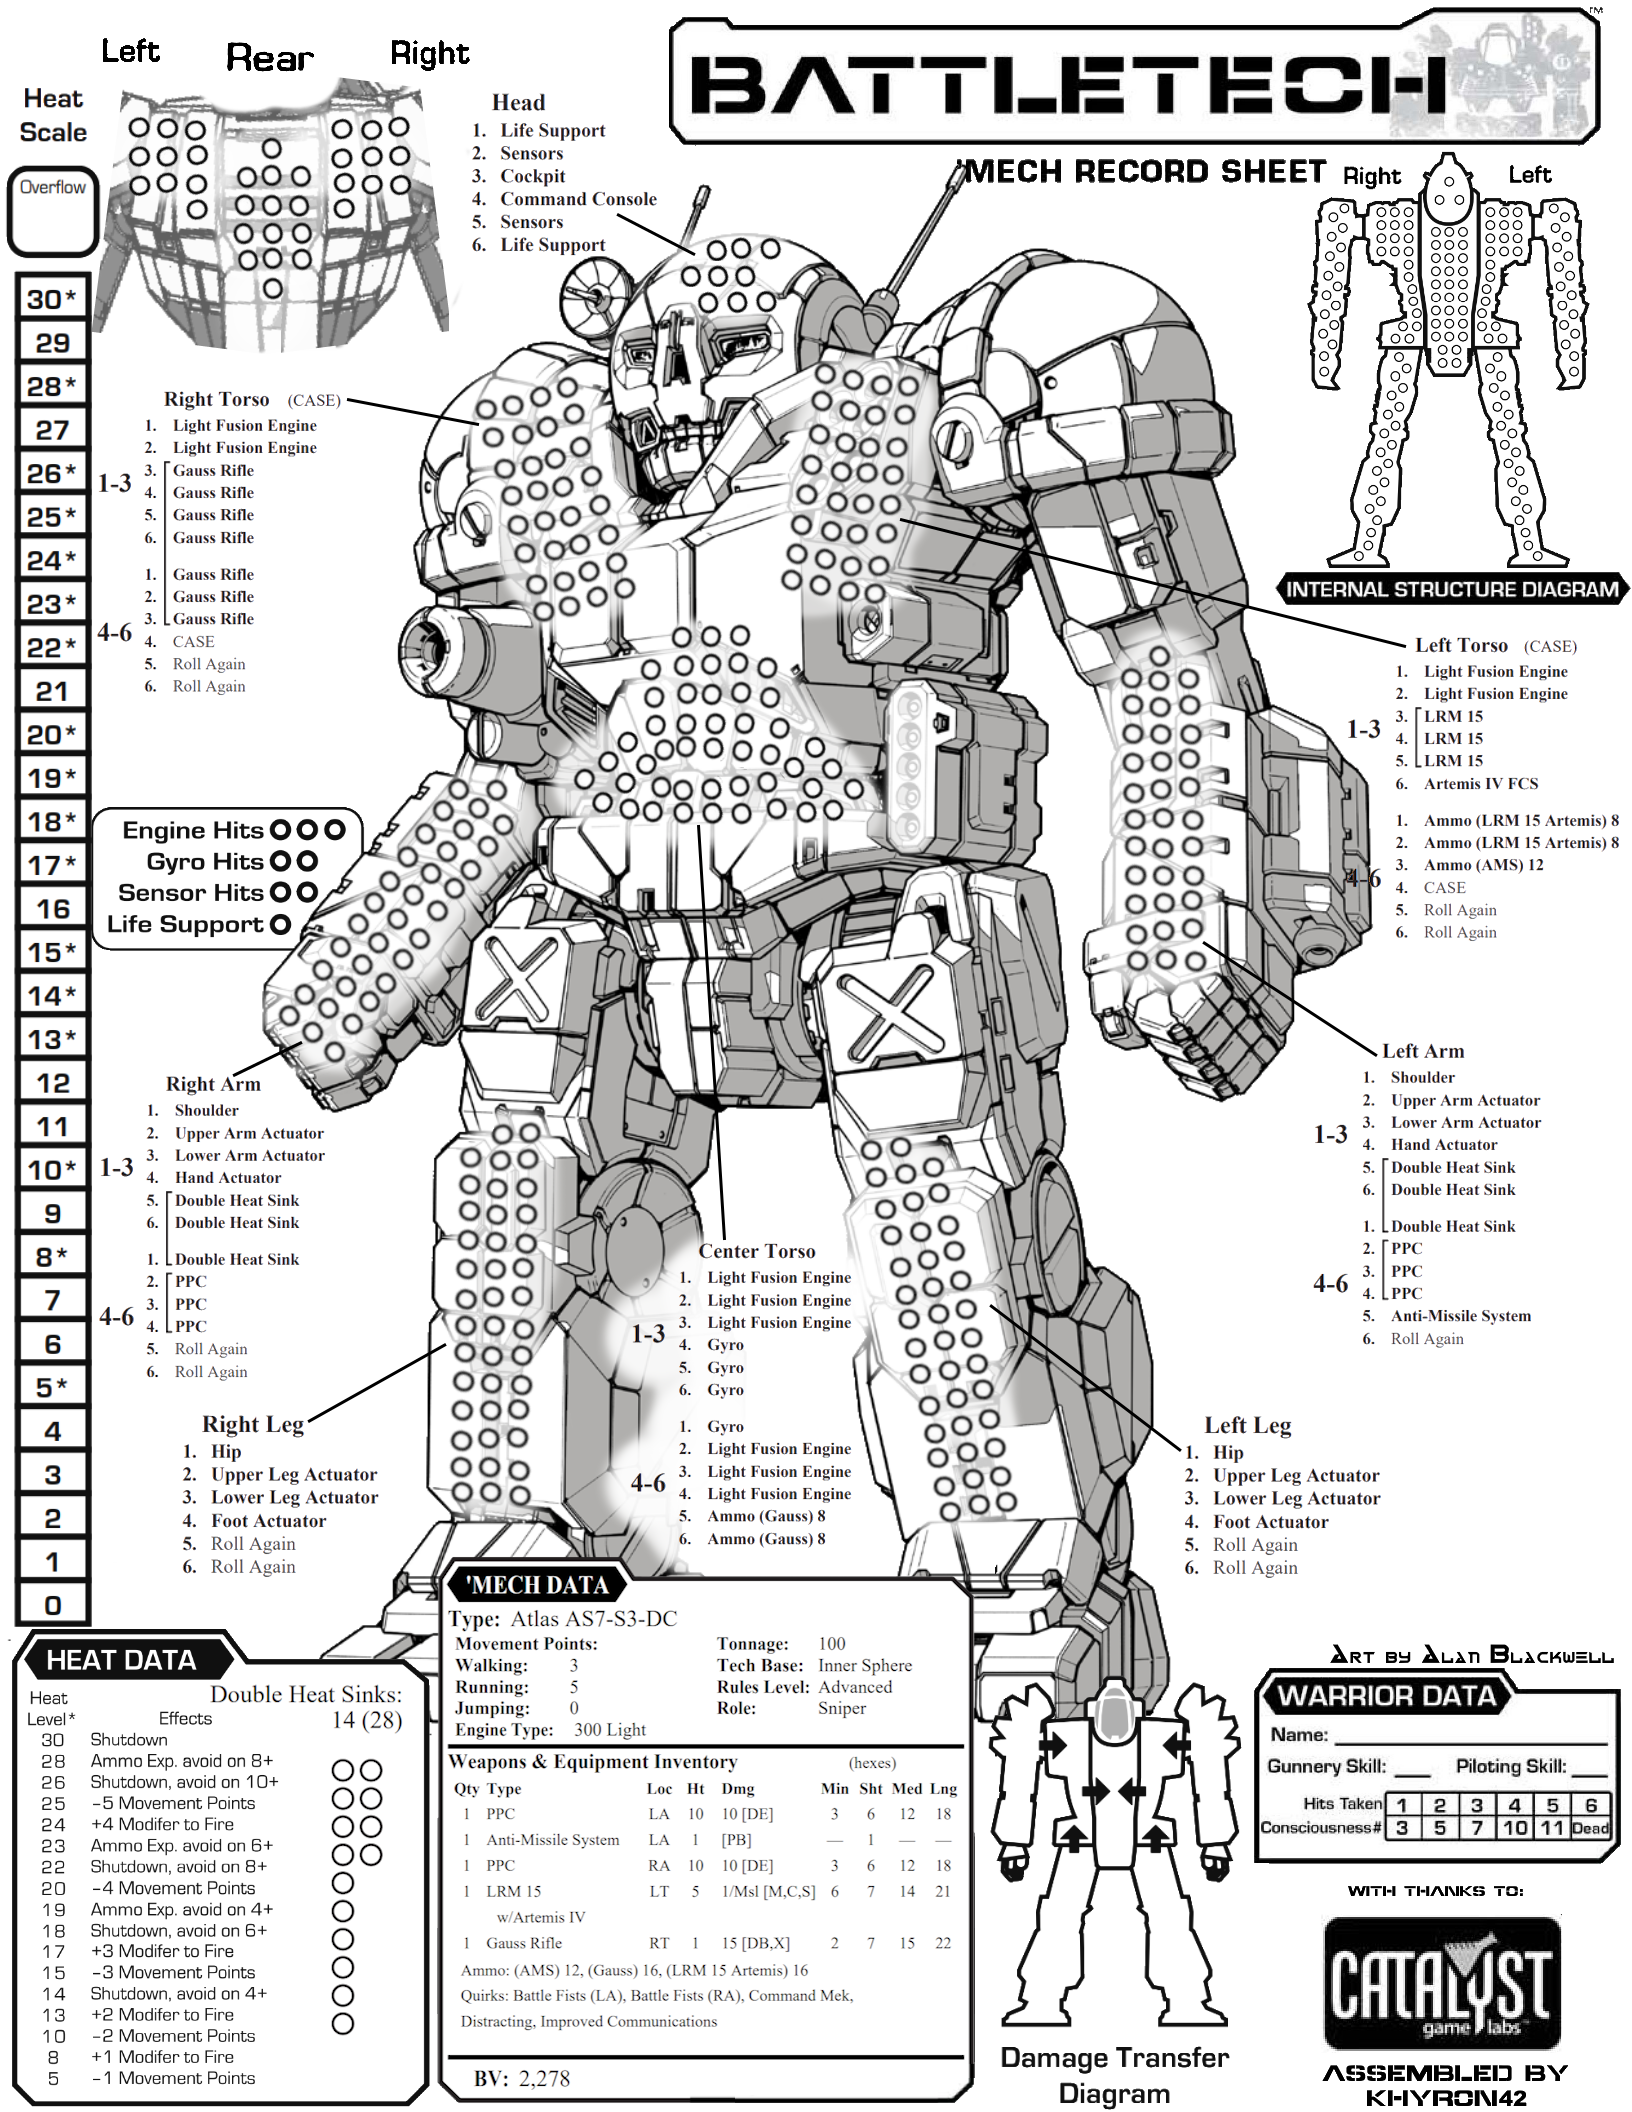 Left Rear Right
BATTLETECH ™
'MECH RECORD SHEET
Heat
Scale
Overflow
30*
29
28*
27
26*
25*
24*
23*
22*
21
20*
19*
18*
17*
16
15*
14*
13*
12
11
10*
9
8*
7
6
5*
4
3
2
1
0
Head
1. Life Support
2. Sensors
3. Cockpit
4. Command Console
5. Sensors
6. Life Support
Right Left
INTERNAL STRUCTURE DIAGRAM
Right Torso (CASE)
1-3
1. Light Fusion Engine
2. Light Fusion Engine
3. Gauss Rifle
4. Gauss Rifle
5. Gauss Rifle
6. Gauss Rifle
4-6
1. Gauss Rifle
2. Gauss Rifle
3. Gauss Rifle
4. CASE
5. Roll Again
6. Roll Again
Left Torso (CASE)
1-3
1. Light Fusion Engine
2. Light Fusion Engine
3. LRM 15
4. LRM 15
5. LRM 15
6. Artemis IV FCS
4-6
1. Ammo (LRM 15 Artemis) 8
2. Ammo (LRM 15 Artemis) 8
3. Ammo (AMS) 12
4. CASE
5. Roll Again
6. Roll Again
Engine Hits
Gyro Hits
Sensor Hits
Life Support
Right Arm
1-3
1. Shoulder
2. Upper Arm Actuator
3. Lower Arm Actuator
4. Hand Actuator
5. Double Heat Sink
6. Double Heat Sink
4-6
1. Double Heat Sink
2. PPC
3. PPC
4. PPC
5. Roll Again
6. Roll Again
Left Arm
1-3
1. Shoulder
2. Upper Arm Actuator
3. Lower Arm Actuator
4. Hand Actuator
5. Double Heat Sink
6. Double Heat Sink
4-6
1. Double Heat Sink
2. PPC
3. PPC
4. PPC
5. Anti-Missile System
6. Roll Again
Center Torso
1-3
1. Light Fusion Engine
2. Light Fusion Engine
3. Light Fusion Engine
4. Gyro
5. Gyro
6. Gyro
4-6
1. Gyro
2. Light Fusion Engine
3. Light Fusion Engine
4. Light Fusion Engine
5. Ammo (Gauss) 8
6. Ammo (Gauss) 8
Right Leg
1. Hip
2. Upper Leg Actuator
3. Lower Leg Actuator
4. Foot Actuator
5. Roll Again
6. Roll Again
Left Leg
1. Hip
2. Upper Leg Actuator
3. Lower Leg Actuator
4. Foot Actuator
5. Roll Again
6. Roll Again
HEAT DATA
Double Heat Sinks:
14 (28)
Heat
Level* Effects
30 Shutdown
28 Ammo Exp. avoid on 8+
26 Shutdown, avoid on 10+
25 -5 Movement Points
24 +4 Modifer to Fire
23 Ammo Exp. avoid on 6+
22 Shutdown, avoid on 8+
20 -4 Movement Points
19 Ammo Exp. avoid on 4+
18 Shutdown, avoid on 6+
17 +3 Modifer to Fire
15 -3 Movement Points
14 Shutdown, avoid on 4+
13 +2 Modifer to Fire
10 -2 Movement Points
8 +1 Modifer to Fire
5 -1 Movement Points
'MECH DATA
Type: Atlas AS7-S3-DC
Movement Points: Tonnage: 100
Walking: 3 Tech Base: Inner Sphere
Running: 5 Rules Level: Advanced
Jumping: 0 Role: Sniper
Engine Type: 300 Light
Weapons & Equipment Inventory (hexes)
Qty Type Loc Ht Dmg Min Sht Med Lng
1 PPC LA 10 10 [DE] 3 6 12 18
1 Anti-Missile System LA 1 [PB] — 1 — —
1 PPC RA 10 10 [DE] 3 6 12 18
1 LRM 15 LT 5 1/Msl [M,C,S] 6 7 14 21
w/Artemis IV
1 Gauss Rifle RT 1 15 [DB,X] 2 7 15 22
Ammo: (AMS) 12, (Gauss) 16, (LRM 15 Artemis) 16
Quirks: Battle Fists (LA), Battle Fists (RA), Command Mek,
Distracting, Improved Communications
BV: 2,278
Damage Transfer
Diagram
ART BY ALAN BLACKWELL
WARRIOR DATA
Name:
Gunnery Skill: Piloting Skill:
Hits Taken 1 2 3 4 5 6
Consciousness# 3 5 7 10 11 Dead
WITH THANKS TO:
CATALYST
game labs™
ASSEMBLED BY
KHYRON42